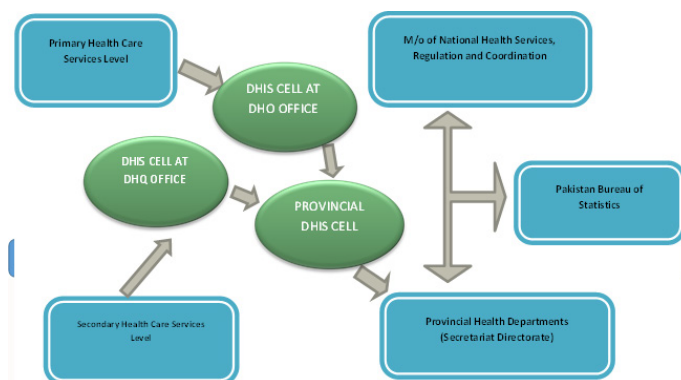 Primary Health Care
Services Level
M/o of National Health Services,
Regulation and Coordination
DHIS CELL AT
DHO OFFICE
DHIS CELL AT
DHQ OFFICE
Pakistan Bureau of
Statistics
PROVINCIAL
DHIS CELL
Secondary Health Care Services
Level
Provincial Health Departments
(Secretariat Directorate)